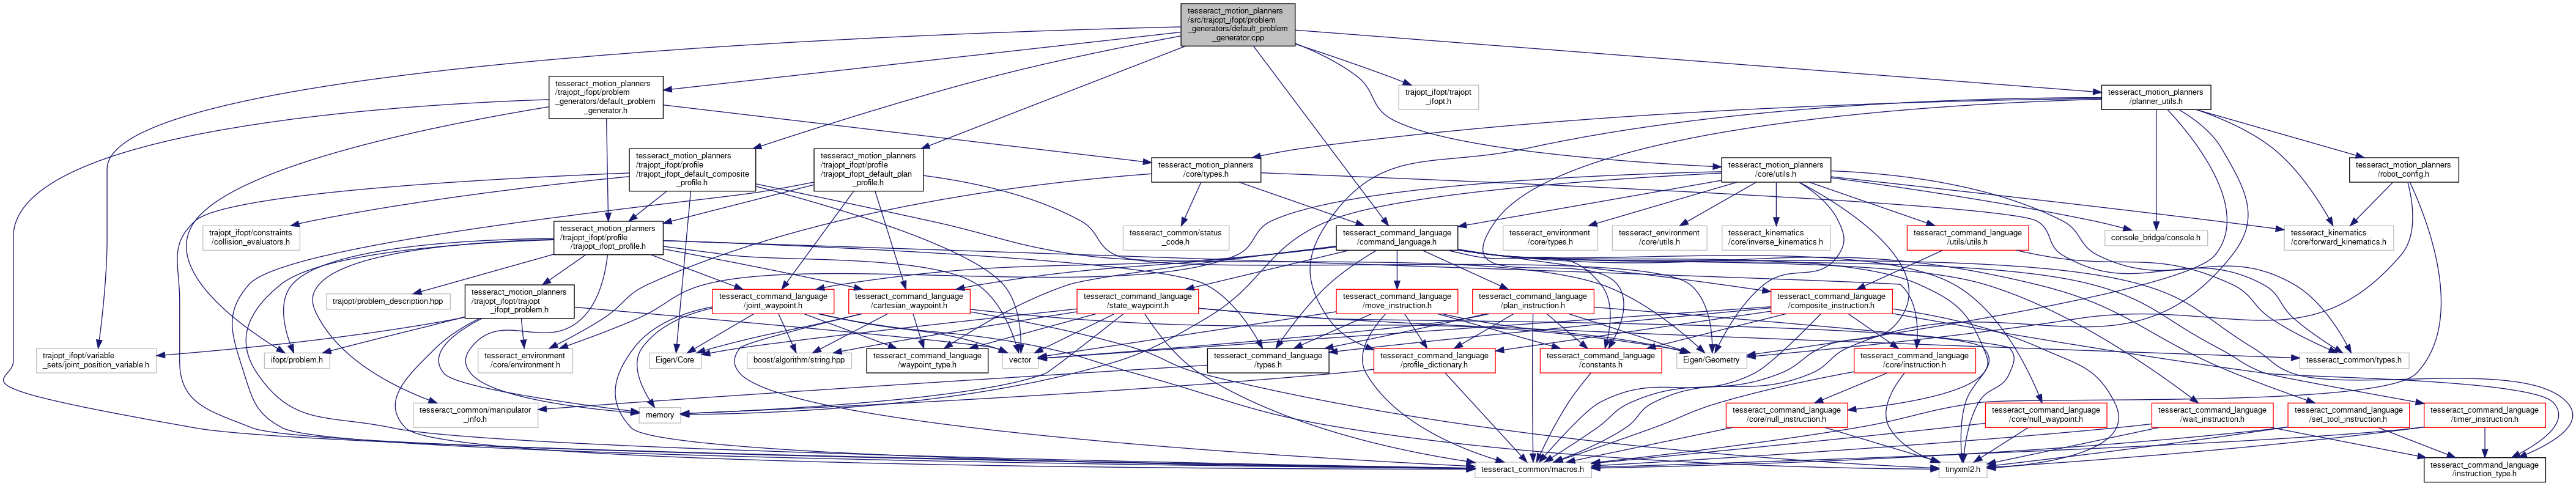 tesseract_motion_planners
/src/trajopt_ifopt/problem
_generators/default_problem
_generator.cpp
tesseract_motion_planners
/trajopt_ifopt/problem
_generators/default_problem
_generator.h
trajopt_ifopt/trajopt
_ifopt.h
tesseract_motion_planners
/planner_utils.h
tesseract_motion_planners
/trajopt_ifopt/profile
/trajopt_ifopt_default_composite
_profile.h
tesseract_motion_planners
/trajopt_ifopt/profile
/trajopt_ifopt_default_plan
_profile.h
tesseract_motion_planners
/core/types.h
tesseract_motion_planners
/core/utils.h
tesseract_motion_planners
/robot_config.h
trajopt_ifopt/constraints
/collision_evaluators.h
tesseract_motion_planners
/trajopt_ifopt/profile
/trajopt_ifopt_profile.h
tesseract_common/status
_code.h
tesseract_command_language
/command_language.h
tesseract_environment
/core/types.h
tesseract_environment
/core/utils.h
tesseract_kinematics
/core/inverse_kinematics.h
tesseract_command_language
/utils/utils.h
console_bridge/console.h
tesseract_kinematics
/core/forward_kinematics.h
trajopt/problem_description.hpp
tesseract_motion_planners
/trajopt_ifopt/trajopt
_ifopt_problem.h
tesseract_command_language
/joint_waypoint.h
tesseract_command_language
/cartesian_waypoint.h
tesseract_command_language
/state_waypoint.h
tesseract_command_language
/move_instruction.h
tesseract_command_language
/plan_instruction.h
tesseract_command_language
/composite_instruction.h
trajopt_ifopt/variable
_sets/joint_position_variable.h
ifopt/problem.h
tesseract_environment
/core/environment.h
Eigen/Core
boost/algorithm/string.hpp
tesseract_command_language
/waypoint_type.h
vector
tesseract_command_language
/types.h
tesseract_command_language
/profile_dictionary.h
tesseract_command_language
/constants.h
Eigen/Geometry
tesseract_command_language
/core/instruction.h
tesseract_common/types.h
tesseract_common/manipulator
_info.h
memory
tesseract_command_language
/core/null_instruction.h
tesseract_command_language
/core/null_waypoint.h
tesseract_command_language
/wait_instruction.h
tesseract_command_language
/set_tool_instruction.h
tesseract_command_language
/timer_instruction.h
tesseract_common/macros.h
tinyxml2.h
tesseract_command_language
/instruction_type.h